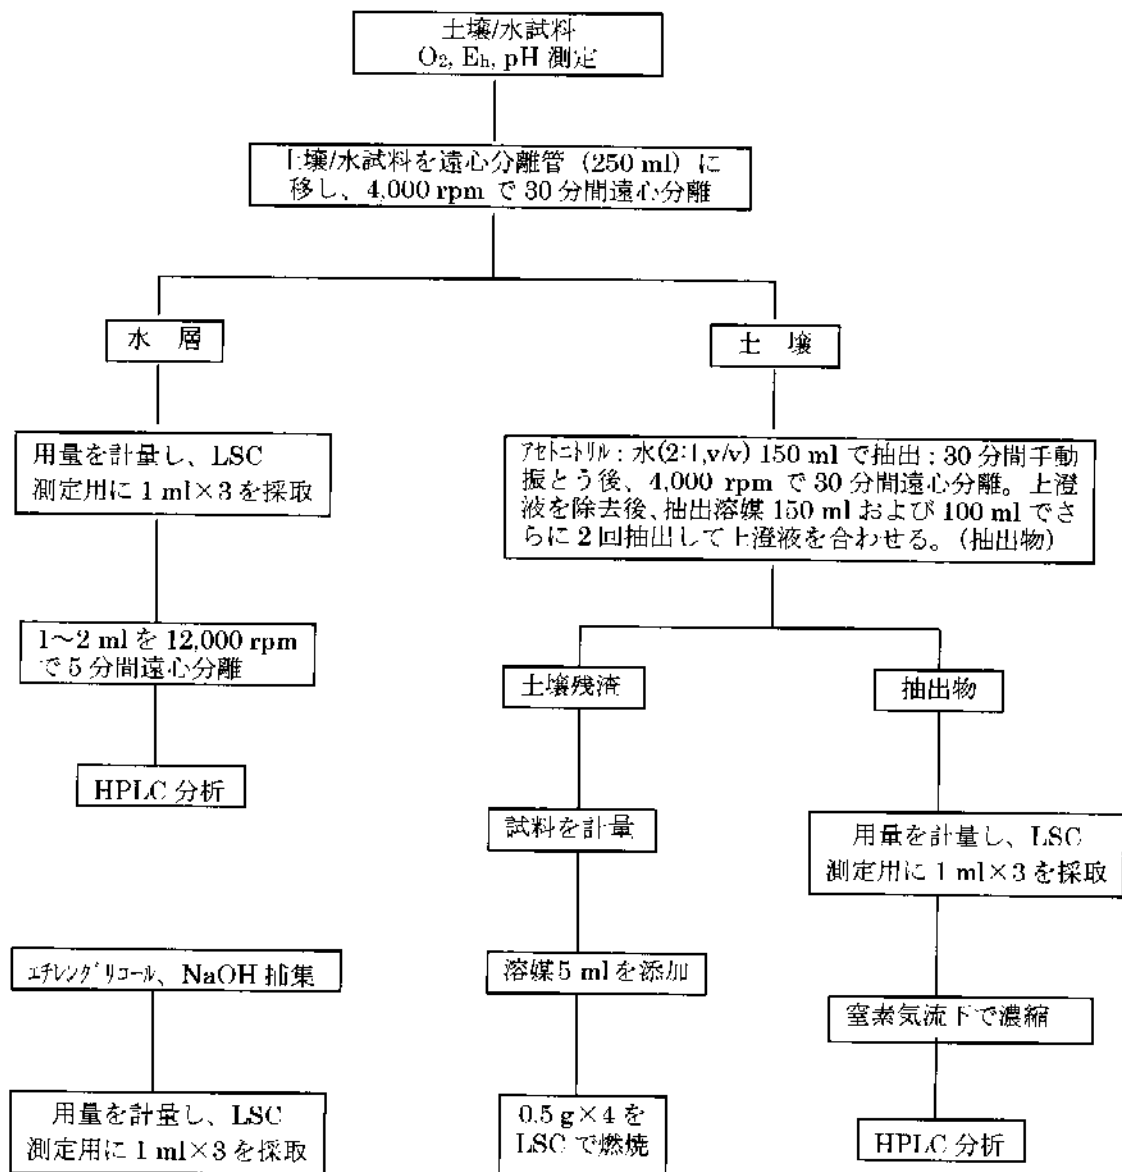 土壌/水試料
O₂, Eₕ, pH 測定
土壌/水試料を遠心分離管（250 ml）に
移し、4,000 rpm で 30 分間遠心分離
水　層
土　壌
用量を計量し、LSC
測定用に 1 ml×3 を採取
ｱｾﾄﾆﾄﾘﾙ：水(2:1,v/v) 150 ml で抽出：30 分間手動
振とう後、4,000 rpm で 30 分間遠心分離。上澄
液を除去後、抽出溶媒 150 ml および 100 ml でさ
らに 2 回抽出して上澄液を合わせる。（抽出物）
1～2 ml を 12,000 rpm
で 5 分間遠心分離
土壌残渣
抽出物
HPLC 分析
試料を計量
用量を計量し、LSC
測定用に 1 ml×3 を採取
ｴﾁﾚﾝｸﾞﾘｺｰﾙ、NaOH 捕集
溶媒 5 ml を添加
窒素気流下で濃縮
用量を計量し、LSC
測定用に 1 ml×3 を採取
0.5 g×4 を
LSC で燃焼
HPLC 分析